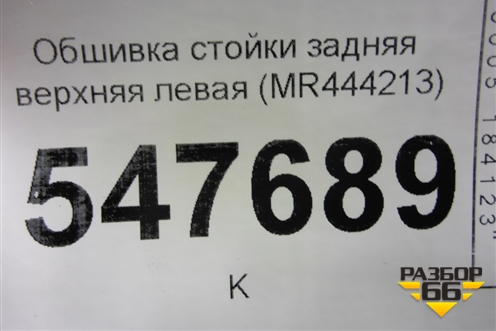 Обшивка стойки задняя
верхняя левая (MR444213)
547689
К
РАЗБОР
66